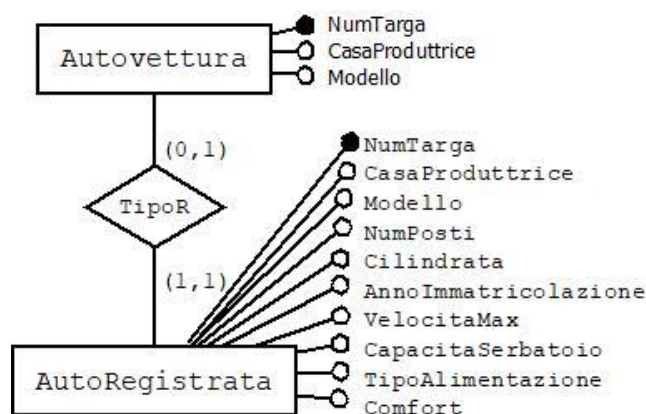 NumTarga
Autovettura
CasaProduttrice
Modello
(0,1)
NumTarga
CasaProduttrice
TipoR
Modello
NumPosti
Cilindrata
(1,1)
AnnoImmatricolazione
VelocitaMax
CapacitaSerbatoio
AutoRegistrata
TipoAlimentazione
Comfort